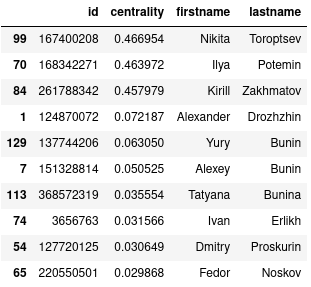 id centrality firstname lastname
99 167400208 0.466954 Nikita Toroptsev
70 168342271 0.463972 Ilya Potemin
84 261788342 0.457979 Kirill Zakhmatov
1 124870072 0.072187 Alexander Drozhzhin
129 137744206 0.063050 Yury Bunin
7 151328814 0.050525 Alexey Bunin
113 368572319 0.035554 Tatyana Bunina
74 3656763 0.031566 Ivan Erlikh
54 127720125 0.030649 Dmitry Proskurin
65 220550501 0.029868 Fedor Noskov